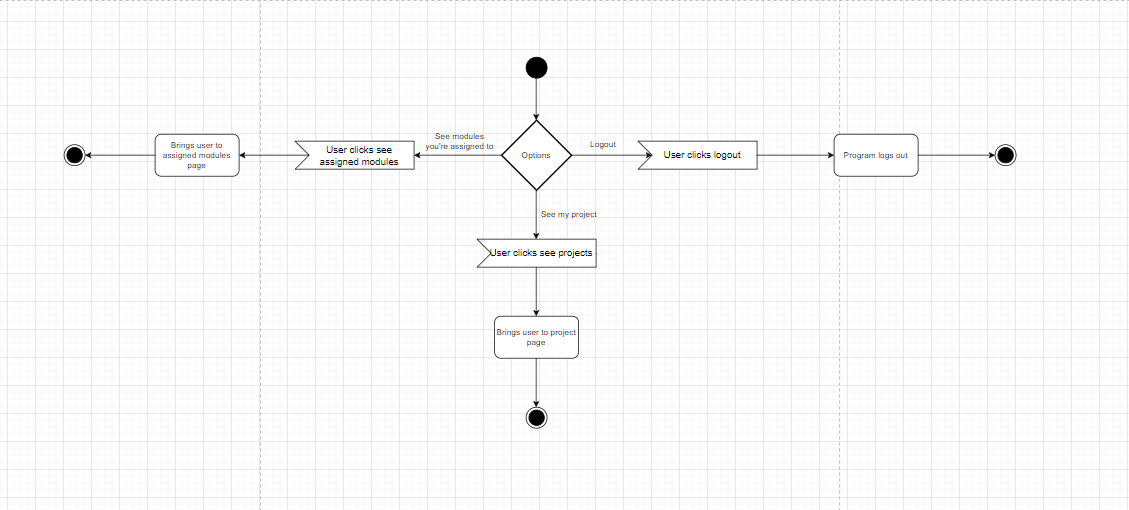 See modules
you're assigned to
Brings user to
assigned modules
page
User clicks see
assigned modules
Options
Logout
User clicks logout
Program logs out
See my project
User clicks see projects
Brings user to project
page